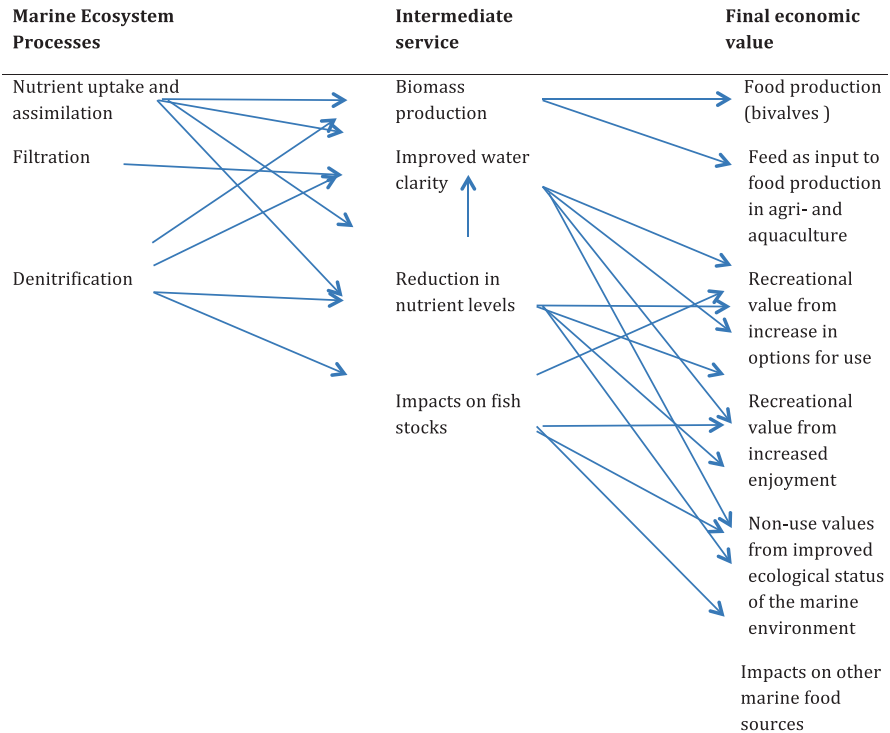 Marine Ecosystem
Processes
Intermediate
service
Final economic
value
Nutrient uptake and
assimilation
Biomass
production
Food production
(bivalves )
Filtration
Improved water
clarity
Feed as input to
food production
in agri- and
aquaculture
Denitrification
Reduction in
nutrient levels
Recreational
value from
increase in
options for use
Impacts on fish
stocks
Recreational
value from
increased
enjoyment
Non-use values
from improved
ecological status
of the marine
environment
Impacts on other
marine food
sources